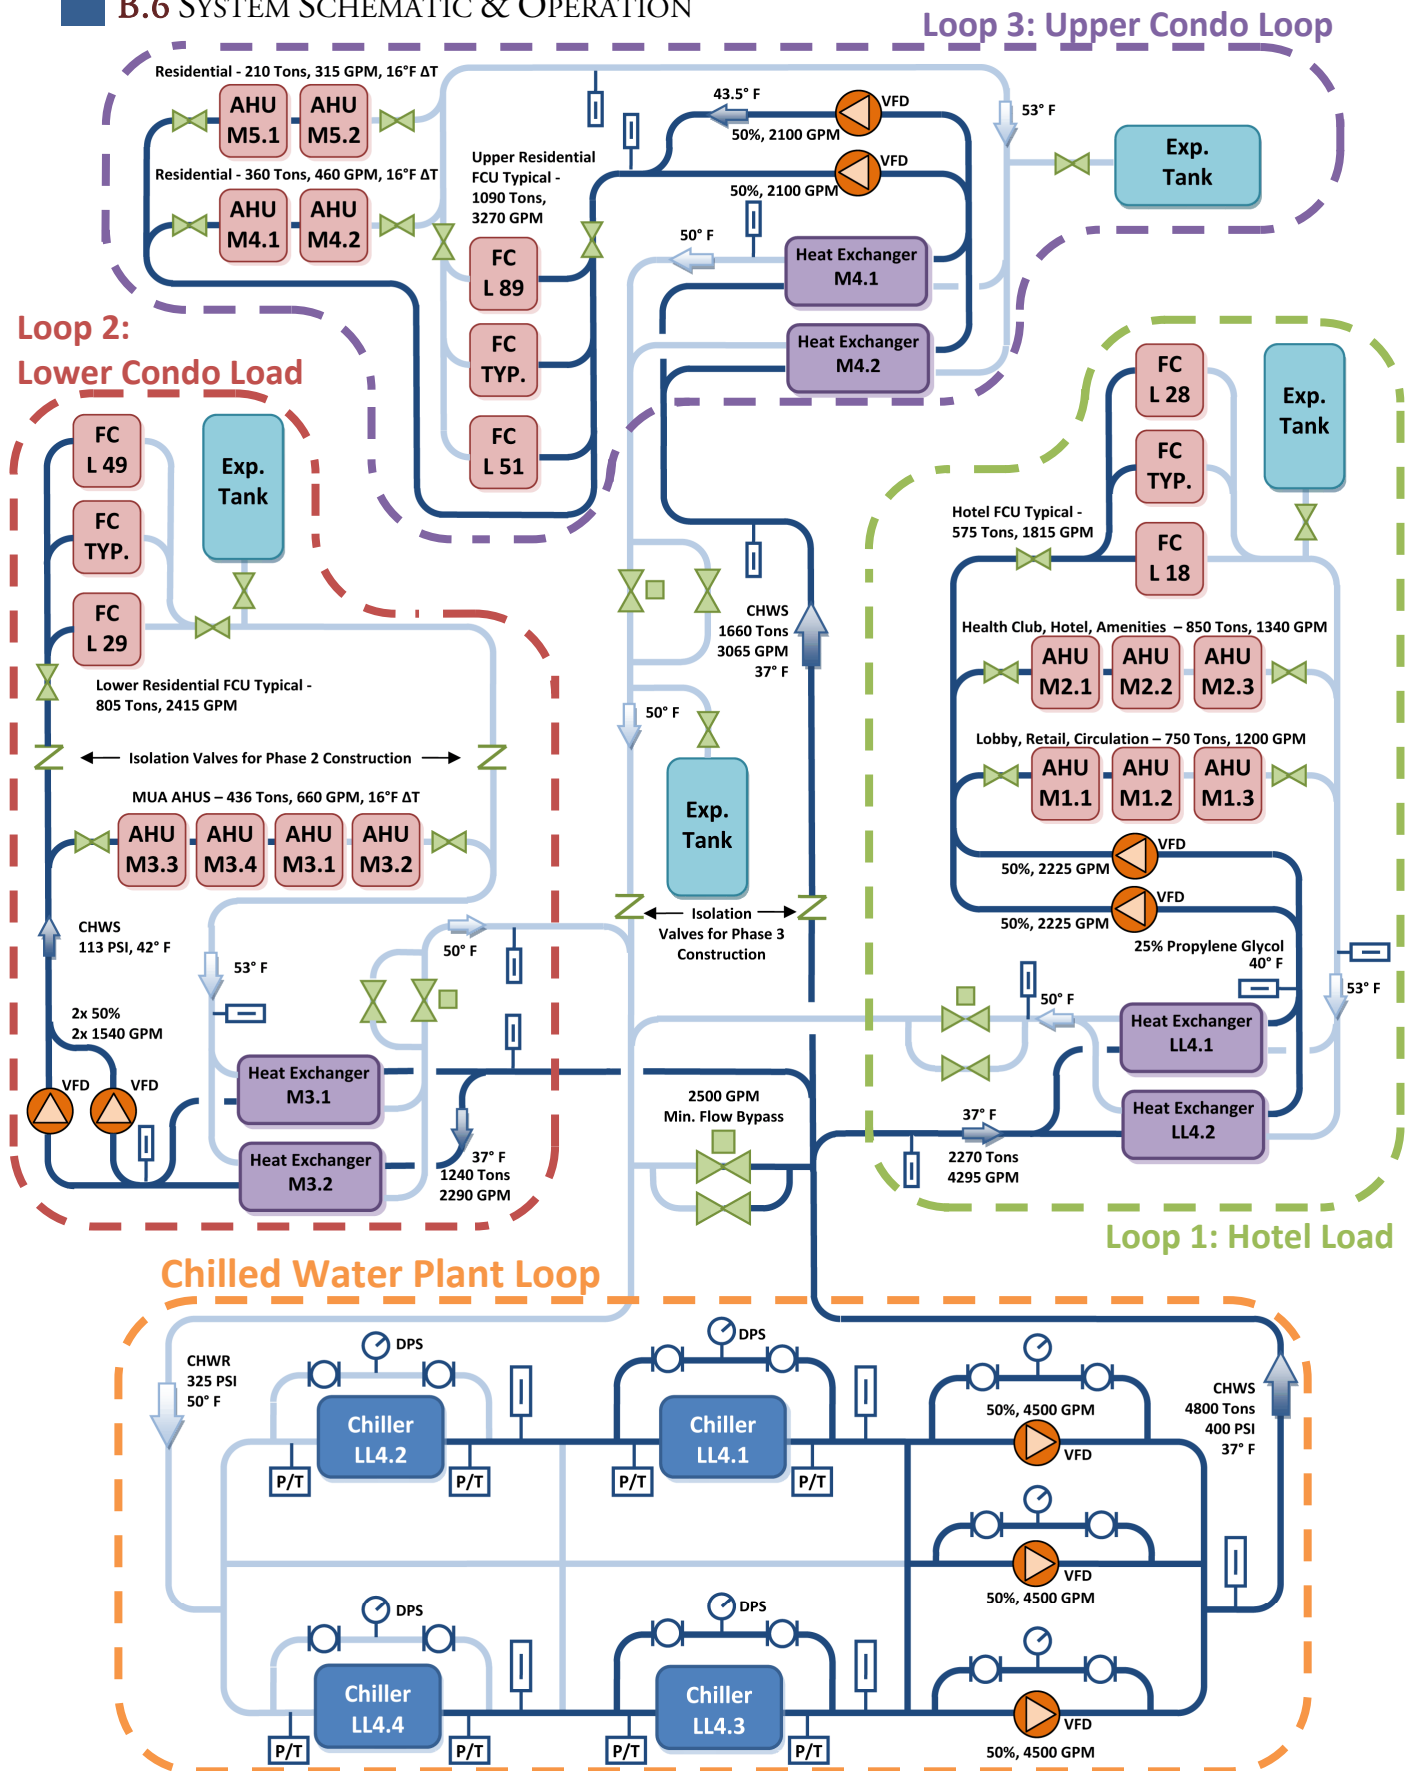 B.6 SYSTEM SCHEMATIC & OPERATION
Loop 3: Upper Condo Loop
Residential - 210 Tons, 315 GPM, 16°F ΔT
AHU
M5.1
AHU
M5.2
Residential - 360 Tons, 460 GPM, 16°F ΔT
AHU
M4.1
AHU
M4.2
Upper Residential
FCU Typical -
1090 Tons,
3270 GPM
FC
L 89
FC
TYP.
FC
L 51
43.5° F
VFD
50%, 2100 GPM
VFD
50%, 2100 GPM
53° F
Exp.
Tank
50° F
Heat Exchanger
M4.1
Heat Exchanger
M4.2
Loop 2:
Lower Condo Load
FC
L 49
FC
TYP.
FC
L 29
Exp.
Tank
Lower Residential FCU Typical -
805 Tons, 2415 GPM
Isolation Valves for Phase 2 Construction
MUA AHUS – 436 Tons, 660 GPM, 16°F ΔT
AHU
M3.3
AHU
M3.4
AHU
M3.1
AHU
M3.2
CHWS
113 PSI, 42° F
53° F
50° F
2x 50%
2x 1540 GPM
VFD
VFD
Heat Exchanger
M3.1
Heat Exchanger
M3.2
37° F
1240 Tons
2290 GPM
CHWS
1660 Tons
3065 GPM
37° F
50° F
Exp.
Tank
Isolation
Valves for Phase 3
Construction
2500 GPM
Min. Flow Bypass
FC
L 28
FC
TYP.
FC
L 18
Exp.
Tank
Hotel FCU Typical -
575 Tons, 1815 GPM
Health Club, Hotel, Amenities – 850 Tons, 1340 GPM
AHU
M2.1
AHU
M2.2
AHU
M2.3
Lobby, Retail, Circulation – 750 Tons, 1200 GPM
AHU
M1.1
AHU
M1.2
AHU
M1.3
VFD
50%, 2225 GPM
VFD
50%, 2225 GPM
25% Propylene Glycol
40° F
53° F
50° F
Heat Exchanger
LL4.1
Heat Exchanger
LL4.2
37° F
2270 Tons
4295 GPM
Loop 1: Hotel Load
Chilled Water Plant Loop
CHWR
325 PSI
50° F
DPS
Chiller
LL4.2
P/T
P/T
DPS
Chiller
LL4.1
P/T
P/T
50%, 4500 GPM
VFD
CHWS
4800 Tons
400 PSI
37° F
VFD
50%, 4500 GPM
DPS
Chiller
LL4.4
P/T
P/T
DPS
Chiller
LL4.3
P/T
P/T
VFD
50%, 4500 GPM